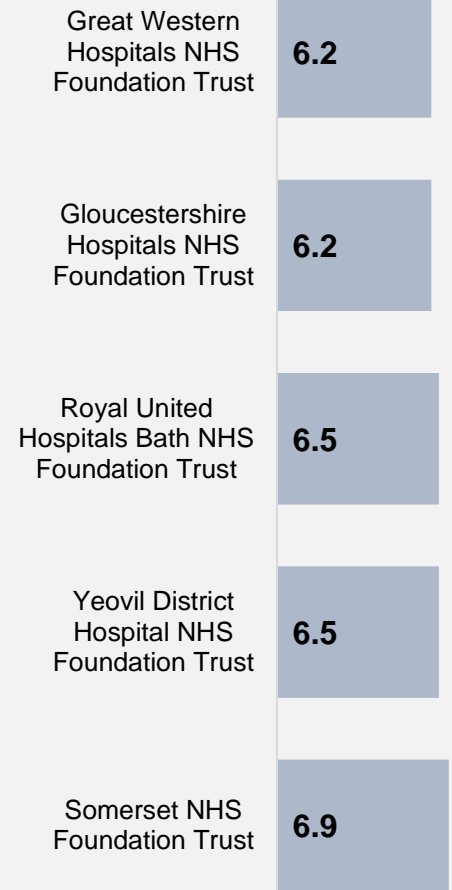 Great Western
Hospitals NHS
Foundation Trust
6.2
Gloucestershire
Hospitals NHS
Foundation Trust
6.2
Royal United
Hospitals Bath NHS
Foundation Trust
6.5
Yeovil District
Hospital NHS
Foundation Trust
6.5
Somerset NHS
Foundation Trust
6.9